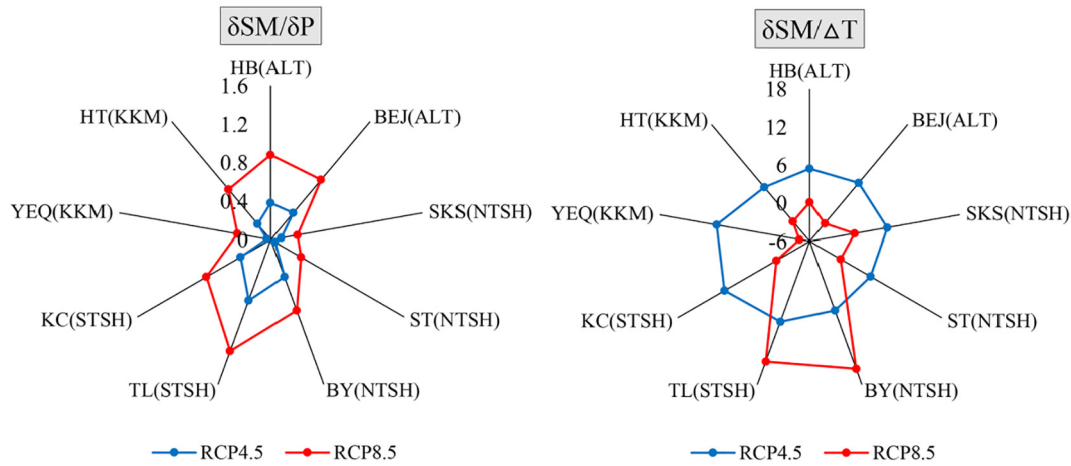 δSM/δP
HB(ALT)
1.6
1.2
0.8
0.4
0
HT(KKM)
BEJ(ALT)
YEQ(KKM)
SKS(NTSH)
KC(STSH)
ST(NTSH)
TL(STSH)
BY(NTSH)
RCP4.5
RCP8.5
δSM/△T
HB(ALT)
18
12
6
0
-6
HT(KKM)
BEJ(ALT)
YEQ(KKM)
SKS(NTSH)
KC(STSH)
ST(NTSH)
TL(STSH)
BY(NTSH)
RCP4.5
RCP8.5